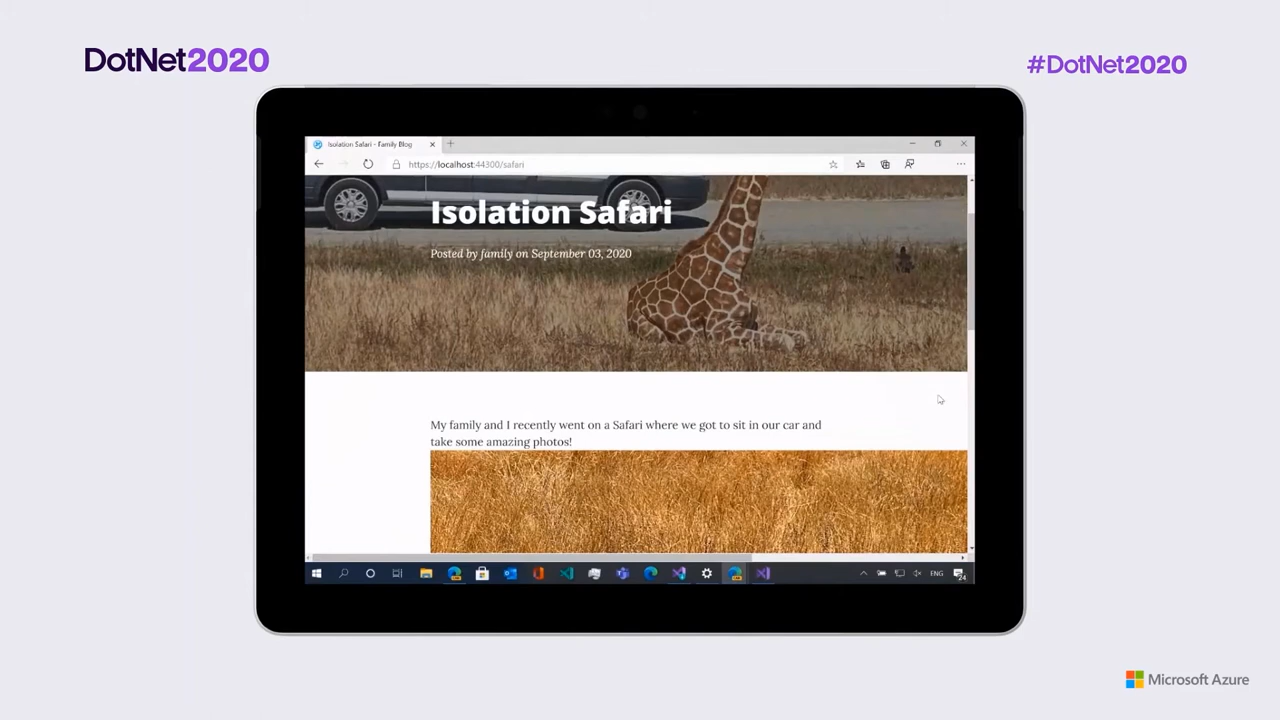 DotNet2020
#DotNet2020
Isolation Safari - Family Blog
https://localhost:44300/safari
Isolation Safari
Posted by family on September 03, 2020
My family and I recently went on a Safari where we got to sit in our car and
take some amazing photos!
ENG
24
Microsoft Azure